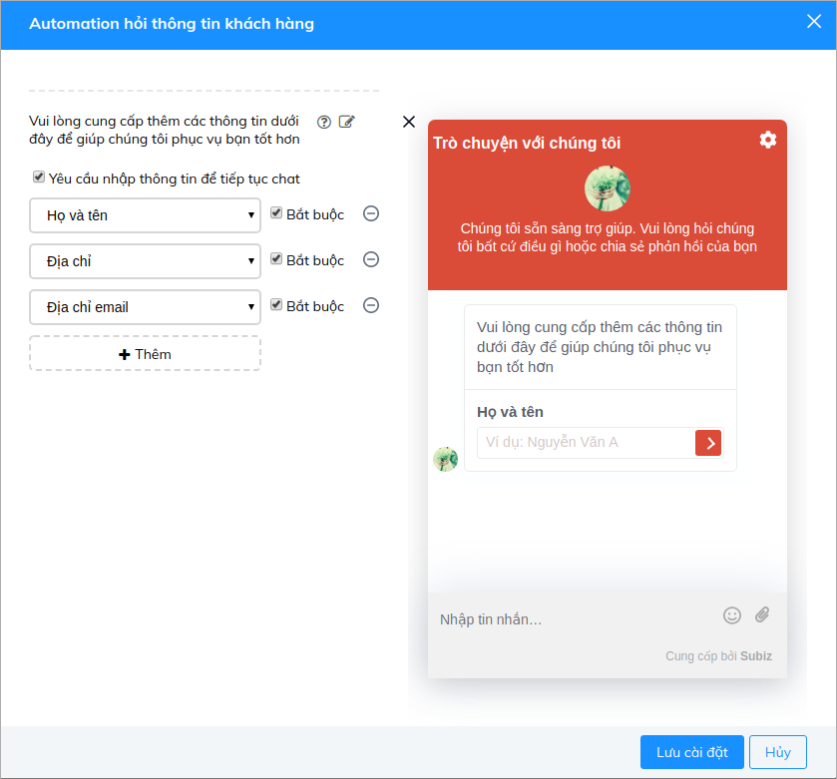 Automation hỏi thông tin khách hàng
Vui lòng cung cấp thêm các thông tin dưới
đây để giúp chúng tôi phục vụ bạn tốt hơn
Yêu cầu nhập thông tin để tiếp tục chat
Họ và tên
Bắt buộc
Địa chỉ
Bắt buộc
Địa chỉ email
Bắt buộc
Thêm
Trò chuyện với chúng tôi
Chúng tôi sẵn sàng trợ giúp. Vui lòng hỏi chúng
tôi bất cứ điều gì hoặc chia sẻ phản hồi của bạn
Vui lòng cung cấp thêm các thông tin
dưới đây để giúp chúng tôi phục vụ
bạn tốt hơn
Họ và tên
Ví dụ: Nguyễn Văn A
Nhập tin nhắn...
Cung cấp bởi Subiz
Lưu cài đặt
Hủy